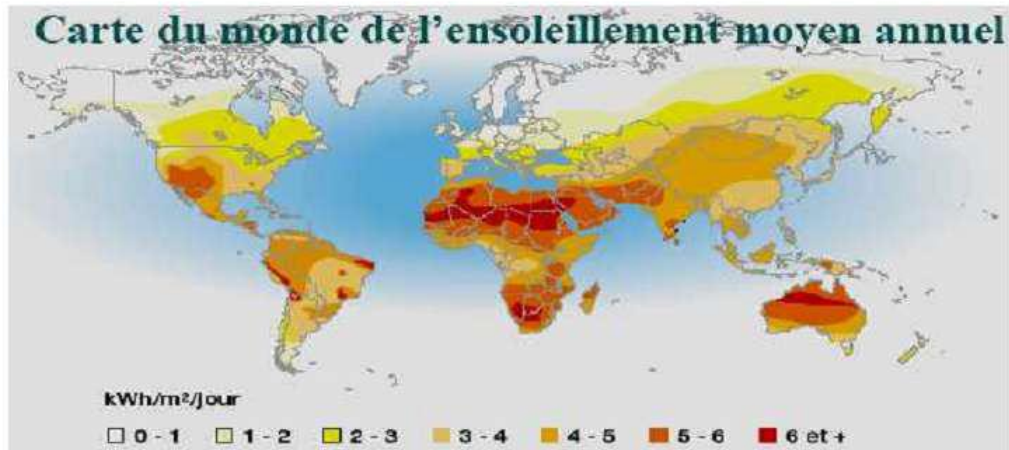 Carte du monde de l'ensoleillement moyen annuel
kWh/m²/jour
0 - 1 1 - 2 2 - 3 3 - 4 4 - 5 5 - 6 6 et +